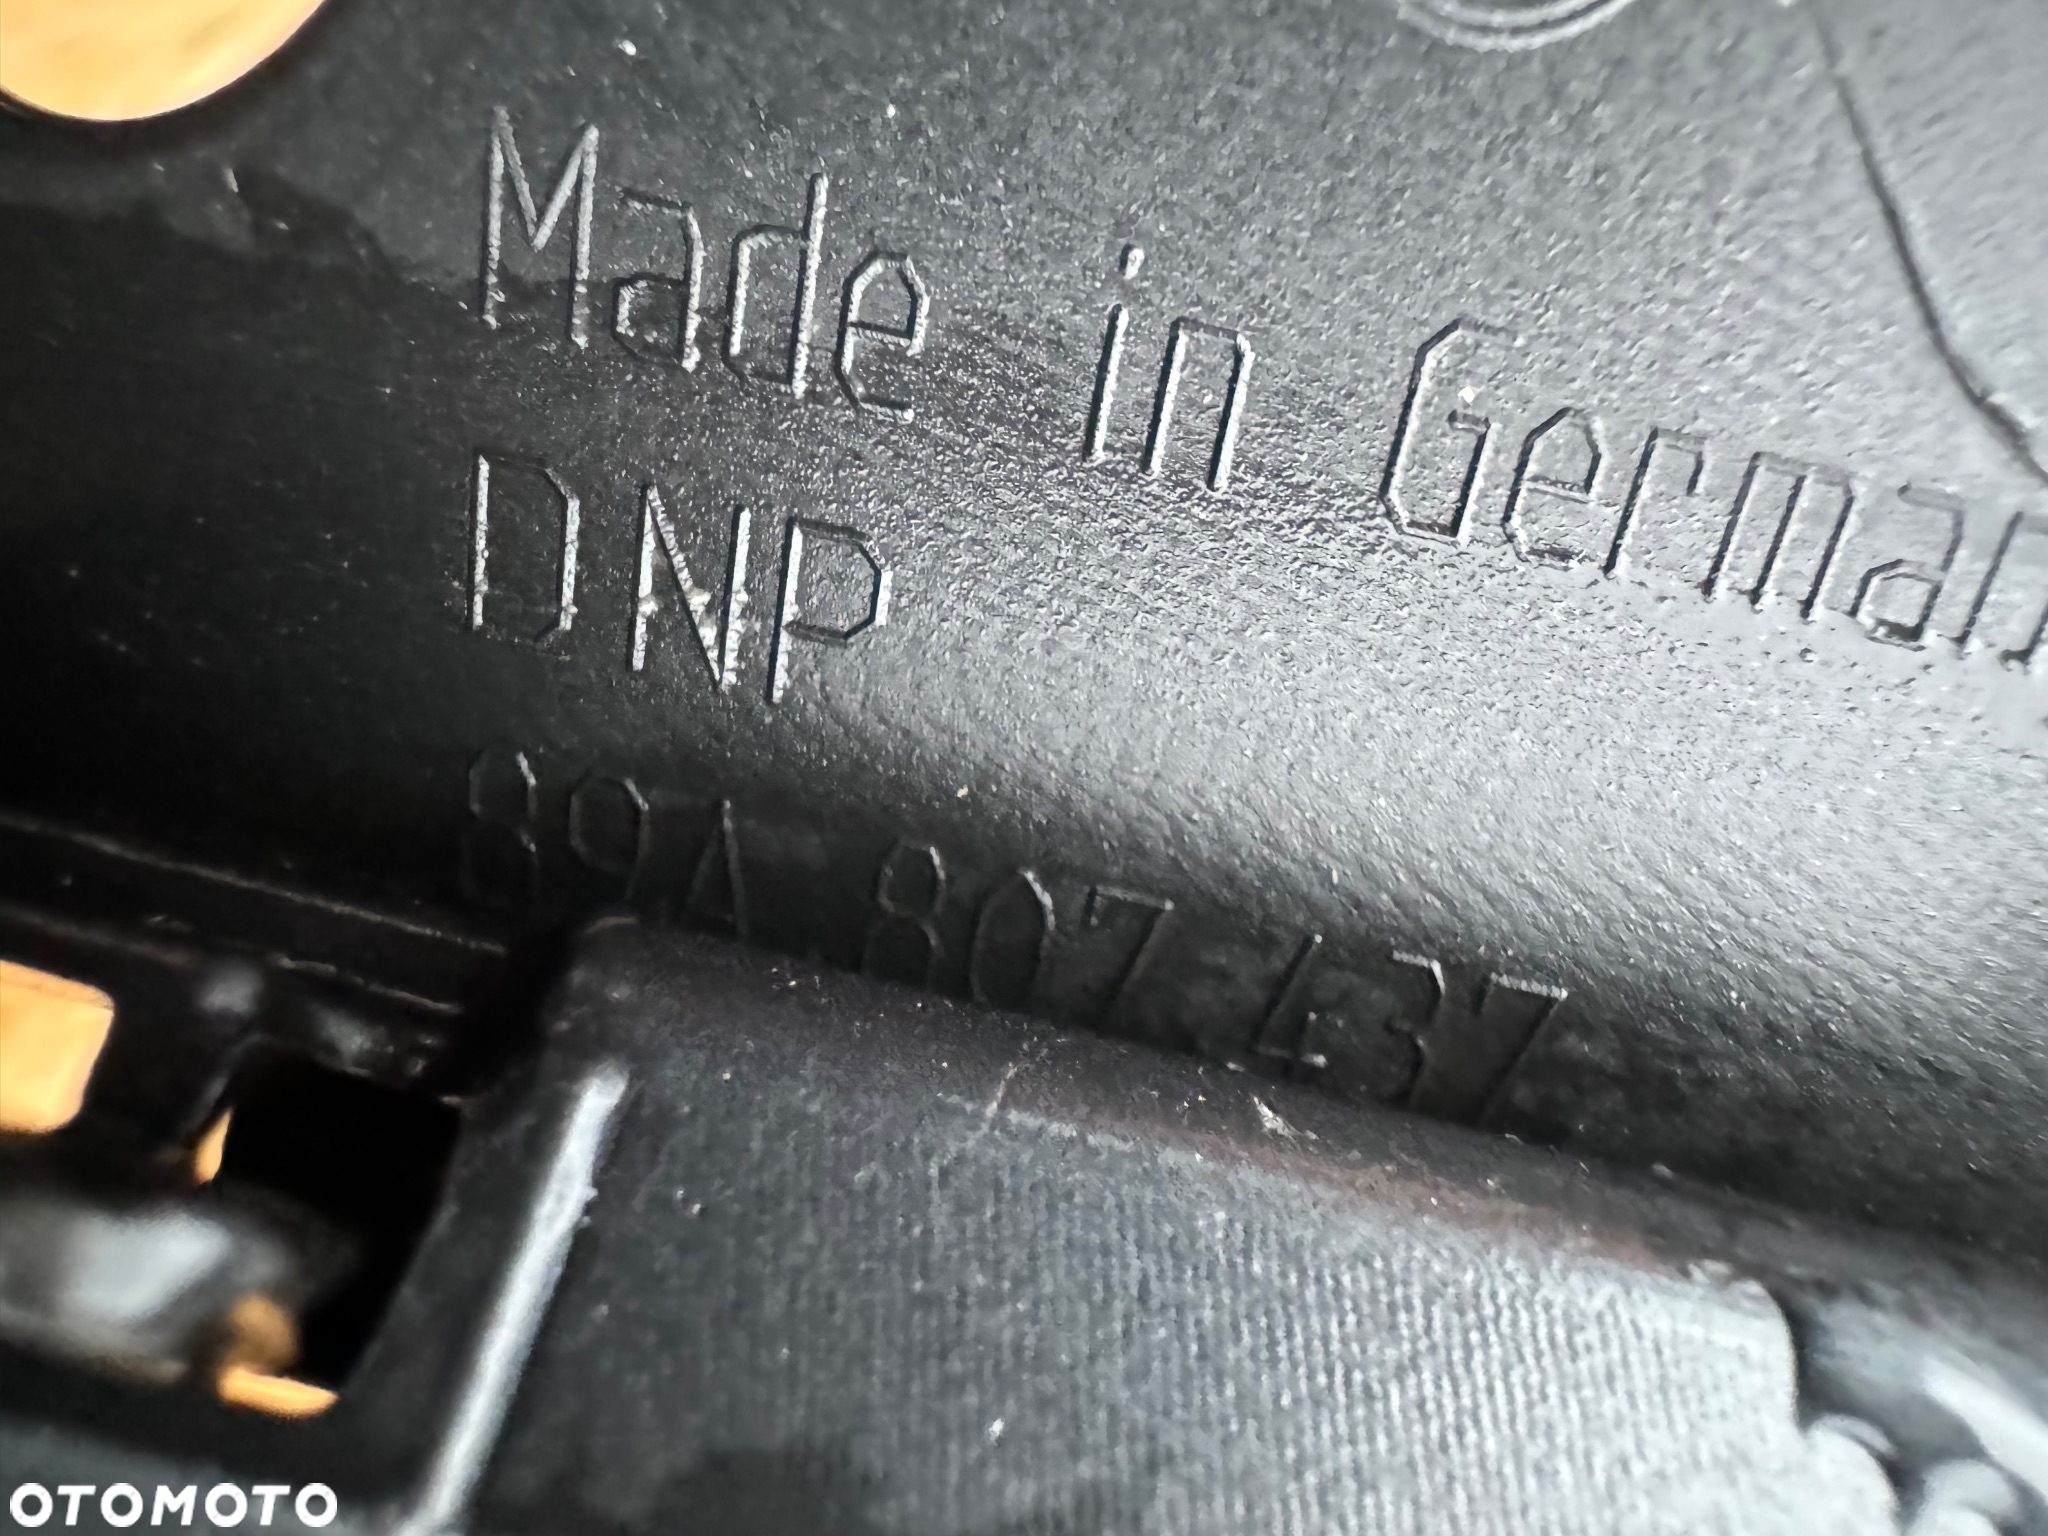 Made in German
DNP
89A 807 437
OTOMOTO